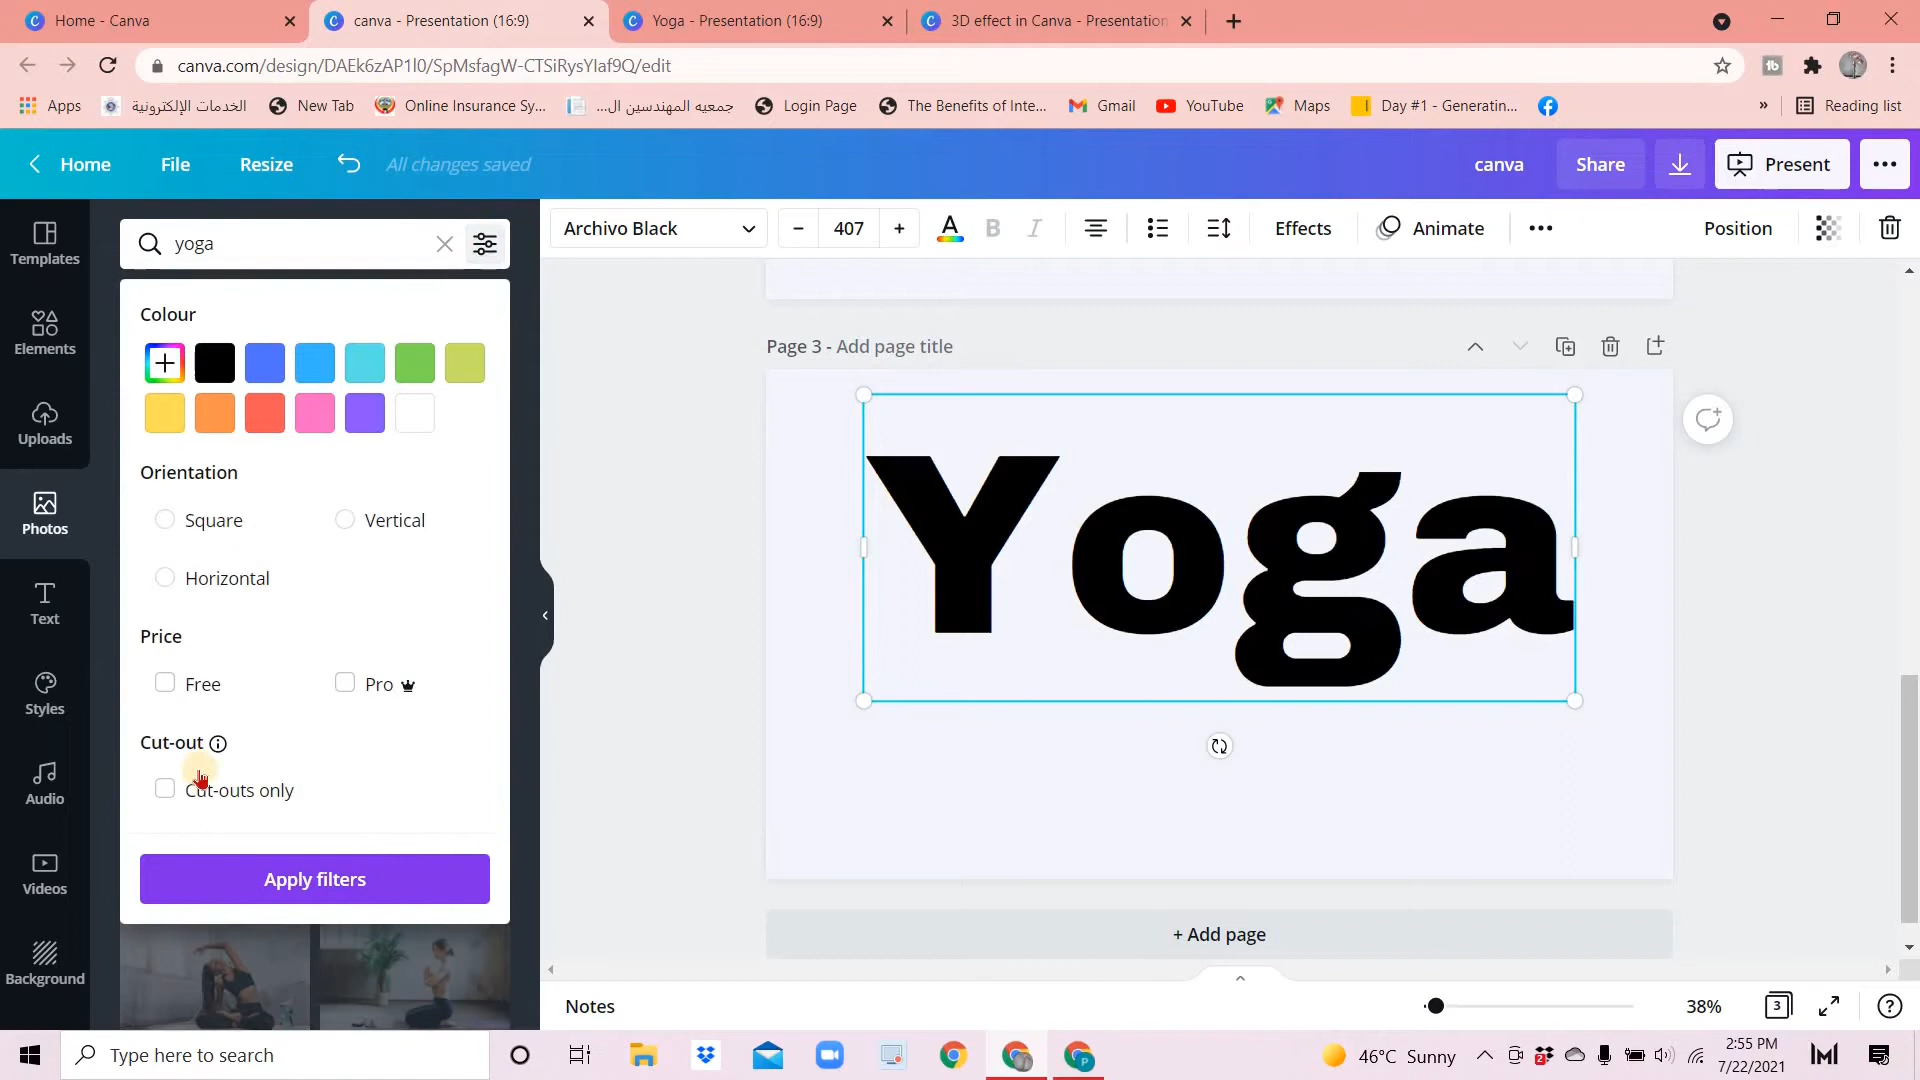 Home - Canva
canva - Presentation (16:9)
Yoga - Presentation (16:9)
3D effect in Canva - Presentation
canva.com/design/DAEk6zAP1l0/SpMsfagW-CTSiRysYIaf9Q/edit
Apps
الخدمات الإلكترونية
New Tab
Online Insurance Sy...
جمعيه المهندسين ال...
Login Page
The Benefits of Inte...
Gmail
YouTube
Maps
Day #1 - Generatin...
»
Reading list
Home
File
Resize
All changes saved
canva
Share
Present
Templates
Elements
Uploads
Photos
Text
Styles
Audio
Videos
Background
yoga
Archivo Black
407
A
B
I
Effects
Animate
Position
Colour
Orientation
Square
Vertical
Horizontal
Price
Free
Pro
Cut-out
Cut-outs only
Apply filters
Page 3 - Add page title
Yoga
+ Add page
Notes
38%
3
Type here to search
46°C Sunny
2:55 PM
7/22/2021